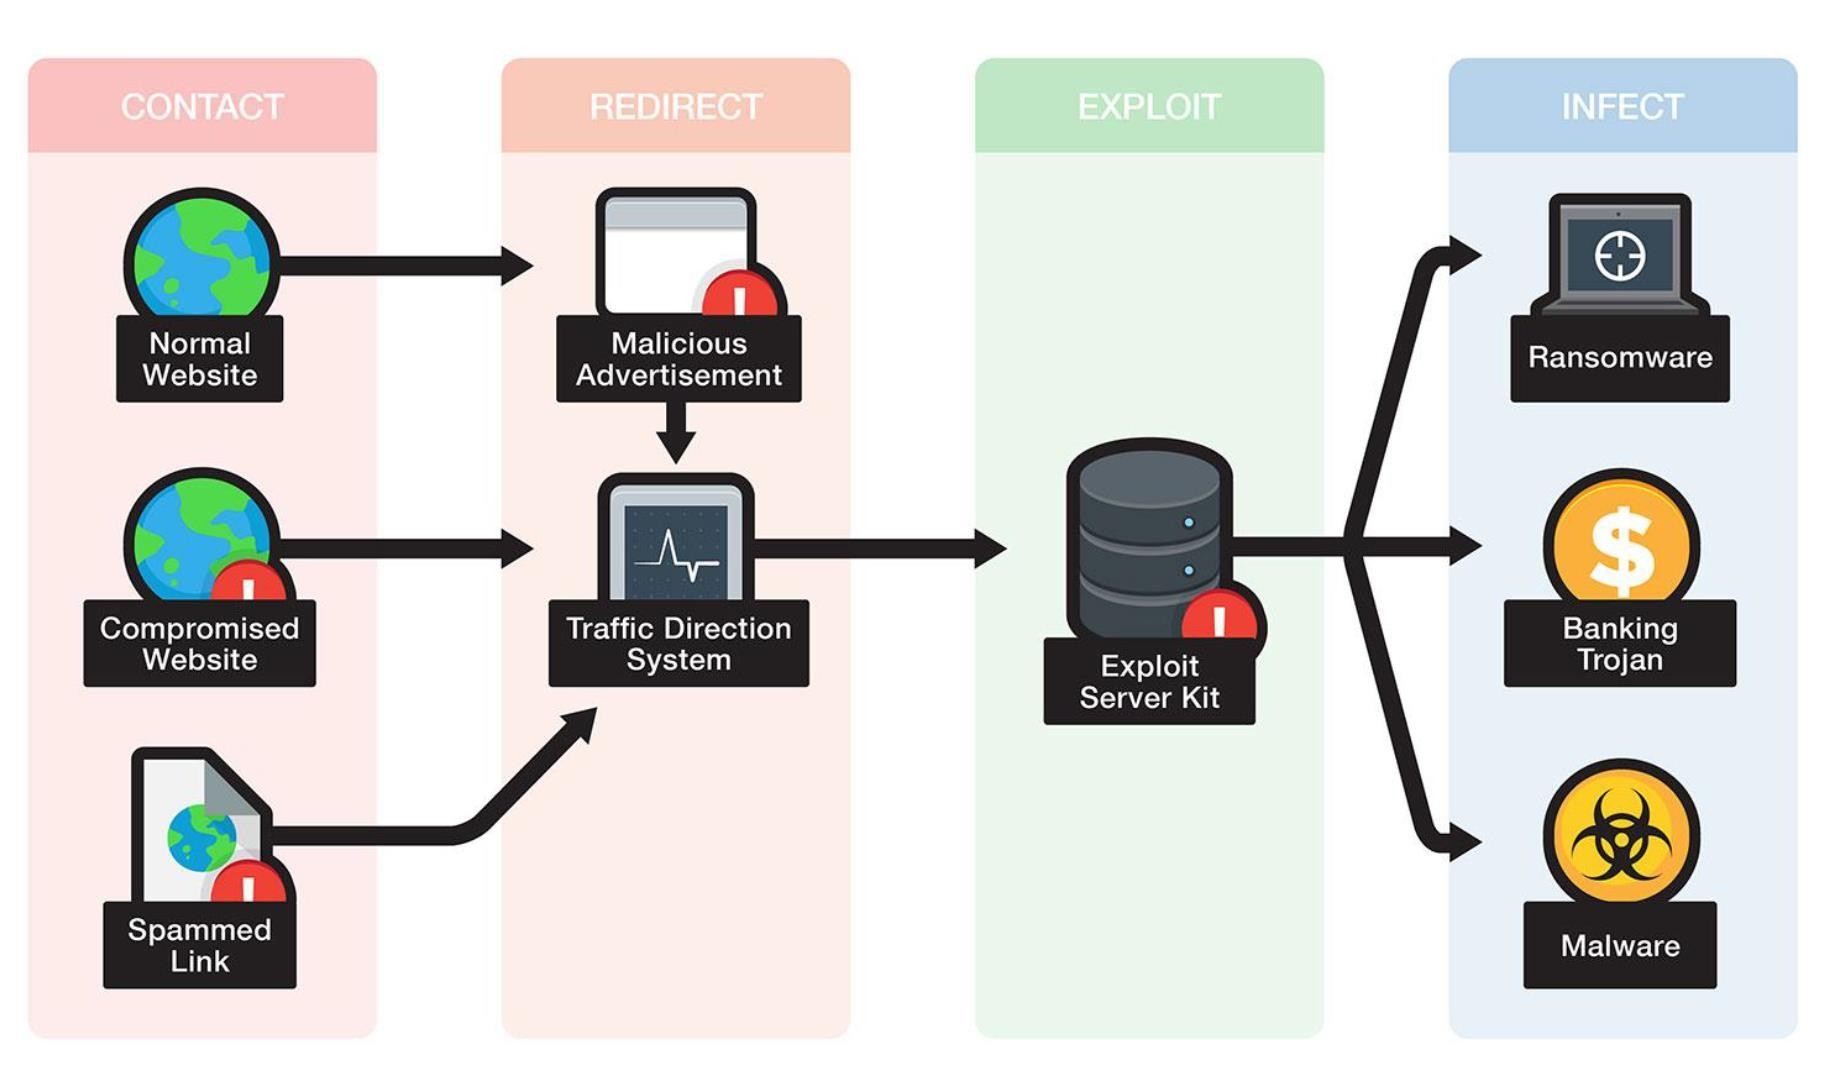 CONTACT
REDIRECT
EXPLOIT
INFECT
Normal
Website
Malicious
Advertisement
Ransomware
Compromised
Website
Traffic Direction
System
Exploit
Server Kit
Banking
Trojan
Spammed
Link
Malware